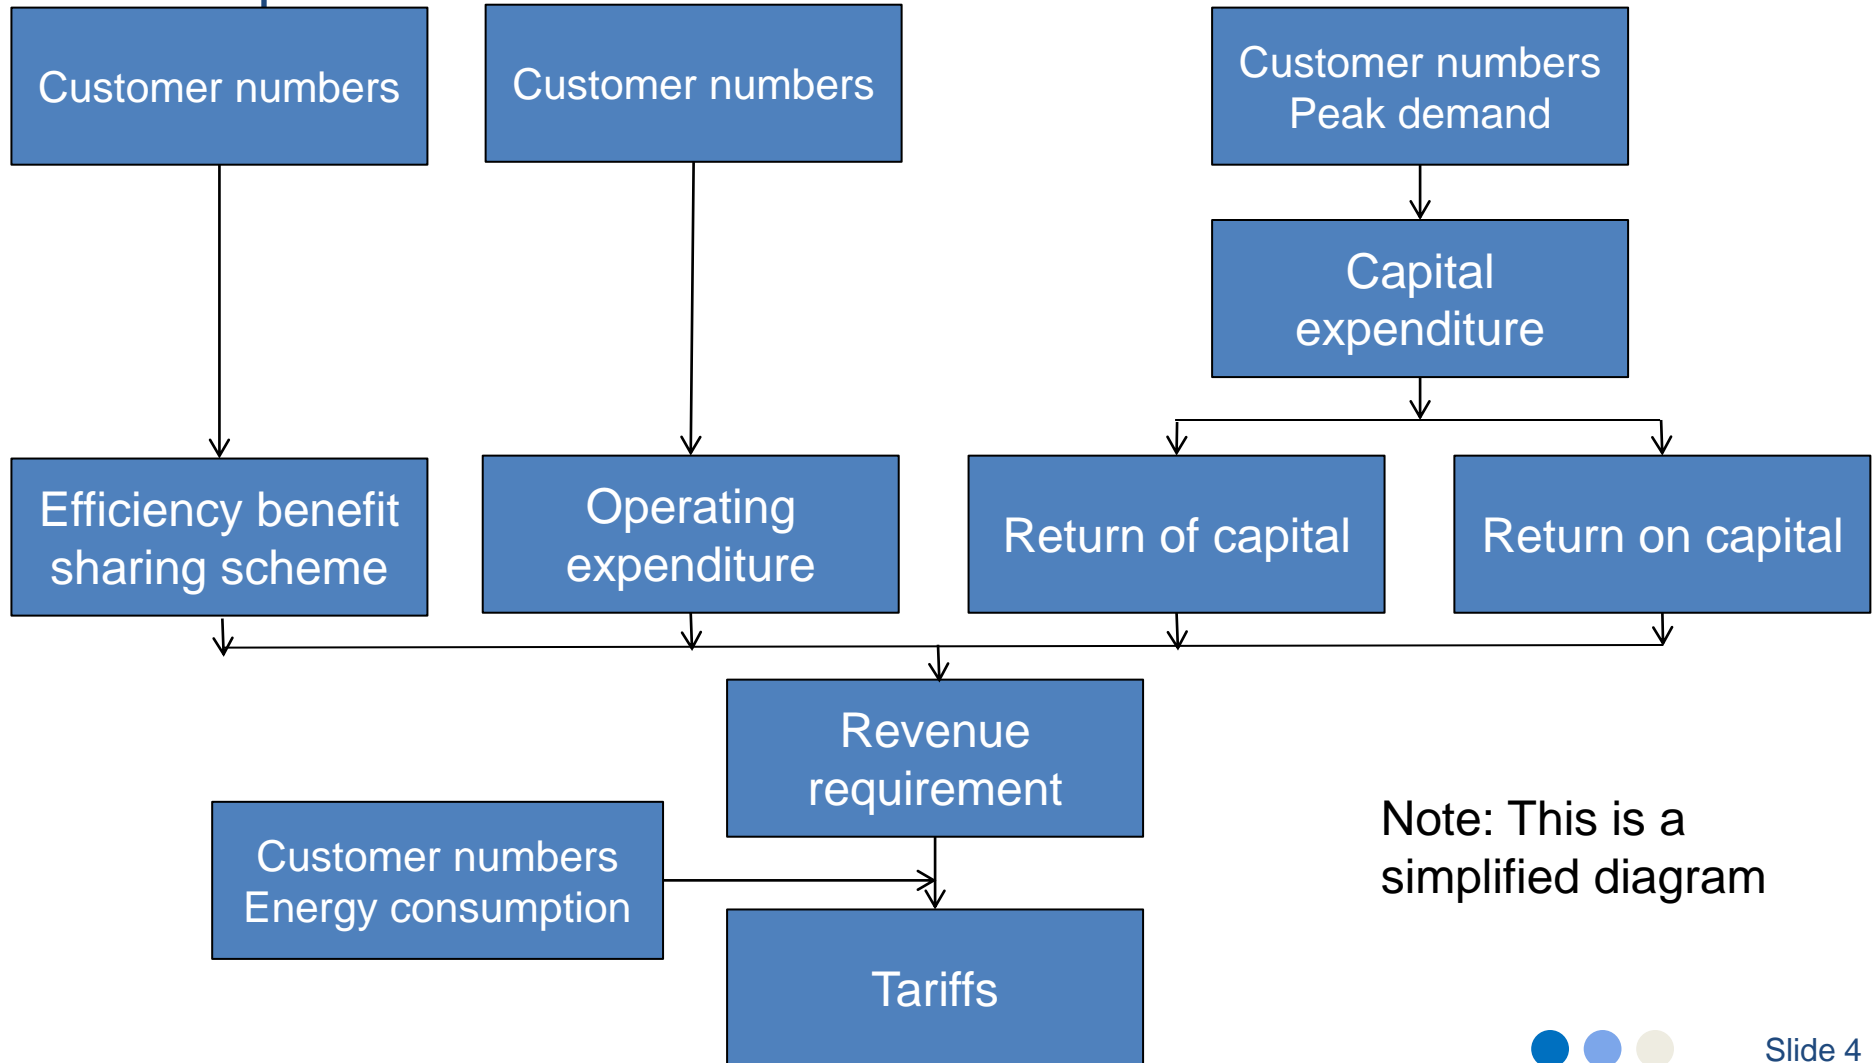 Customer numbers
Customer numbers
Customer numbers
Peak demand
Capital
expenditure
Efficiency benefit
sharing scheme
Operating
expenditure
Return of capital
Return on capital
Revenue
requirement
Customer numbers
Energy consumption
Note: This is a
simplified diagram
Tariffs
Slide 4